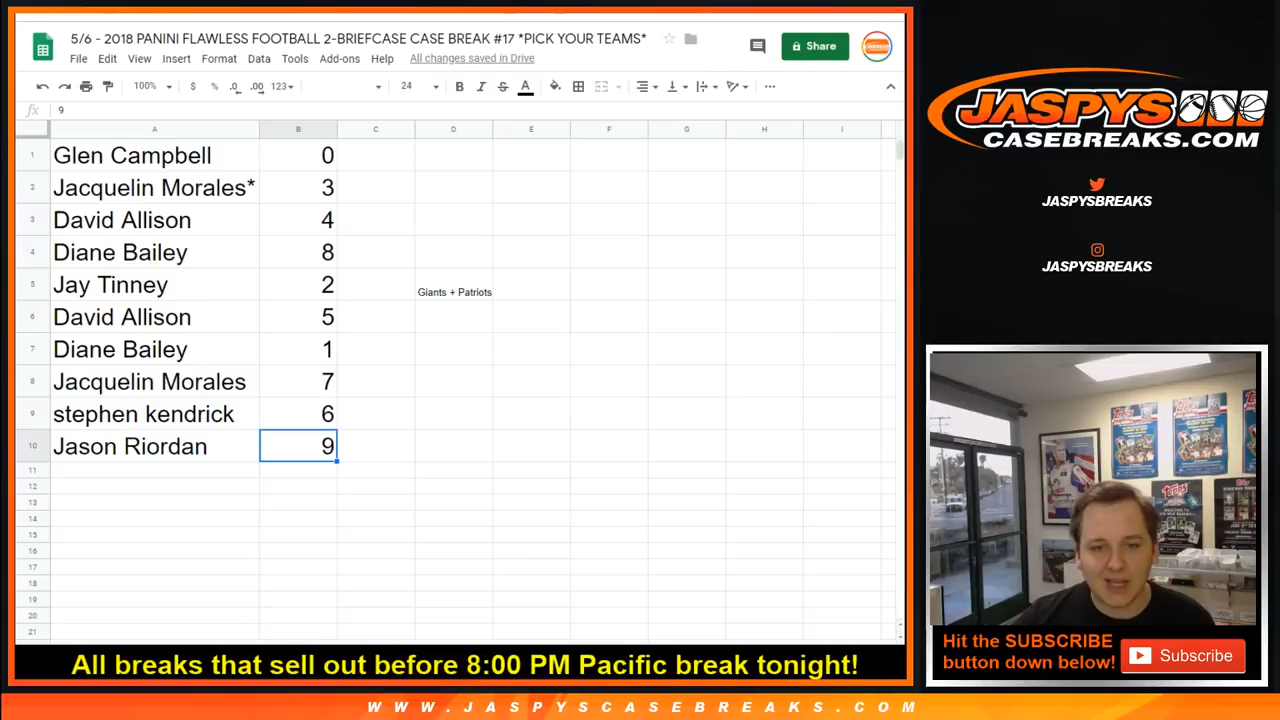 5/6 - 2018 PANINI FLAWLESS FOOTBALL 2-BRIEFCASE CASE BREAK #17 *PICK YOUR TEAMS*
File Edit View Insert Format Data Tools Add-ons Help All changes saved in Drive
Share
100% $ % .0 .00 123 24 B I S A
fx 9
A B C D E F G H I
1 Glen Campbell 0
2 Jacquelin Morales* 3
3 David Allison 4
4 Diane Bailey 8
5 Jay Tinney 2 Giants + Patriots
6 David Allison 5
7 Diane Bailey 1
8 Jacquelin Morales 7
9 stephen kendrick 6
10 Jason Riordan 9
11
12
13
14
15
16
17
18
19
20
21
JASPYS
CASEBREAKS.COM
JASPYSBREAKS
JASPYSBREAKS
Topps
Topps
Topps
Hit the SUBSCRIBE
button down below!
Subscribe
All breaks that sell out before 8:00 PM Pacific break tonight!
WWW.JASPYSCASEBREAKS.COM